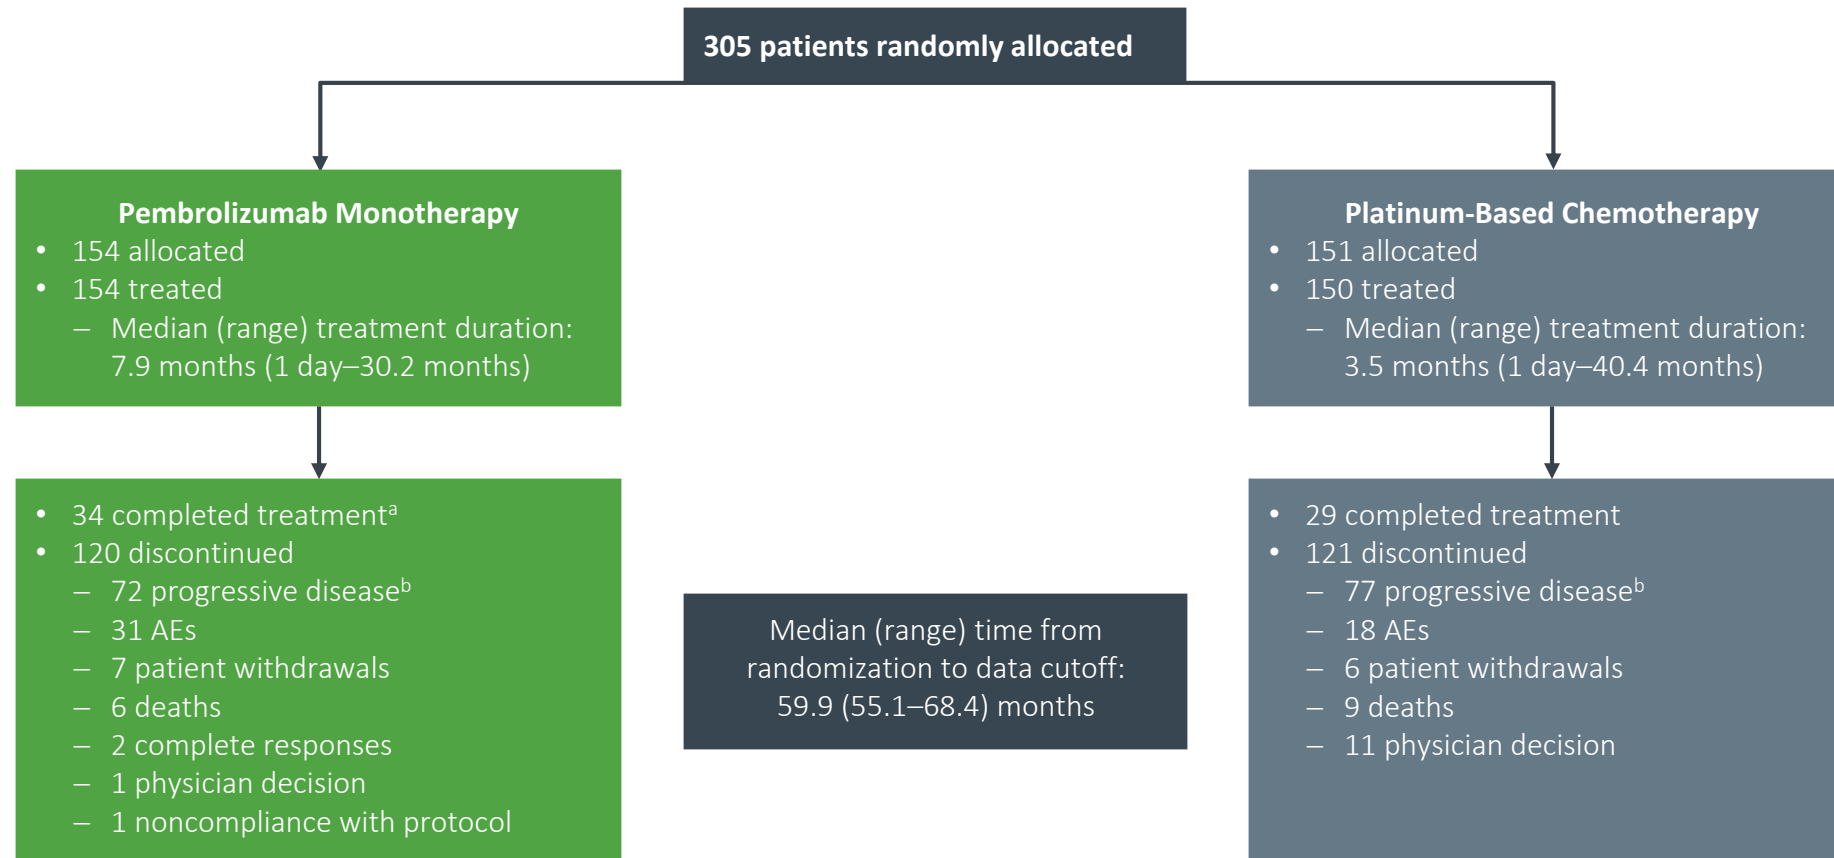 305 patients randomly allocated
Pembrolizumab Monotherapy
• 154 allocated
• 154 treated
– Median (range) treatment duration:
7.9 months (1 day–30.2 months)
Platinum-Based Chemotherapy
• 151 allocated
• 150 treated
– Median (range) treatment duration:
3.5 months (1 day–40.4 months)
• 34 completed treatmentᵃ
• 120 discontinued
– 72 progressive diseaseᵇ
– 31 AEs
– 7 patient withdrawals
– 6 deaths
– 2 complete responses
– 1 physician decision
– 1 noncompliance with protocol
Median (range) time from
randomization to data cutoff:
59.9 (55.1–68.4) months
• 29 completed treatment
• 121 discontinued
– 77 progressive diseaseᵇ
– 18 AEs
– 6 patient withdrawals
– 9 deaths
– 11 physician decision